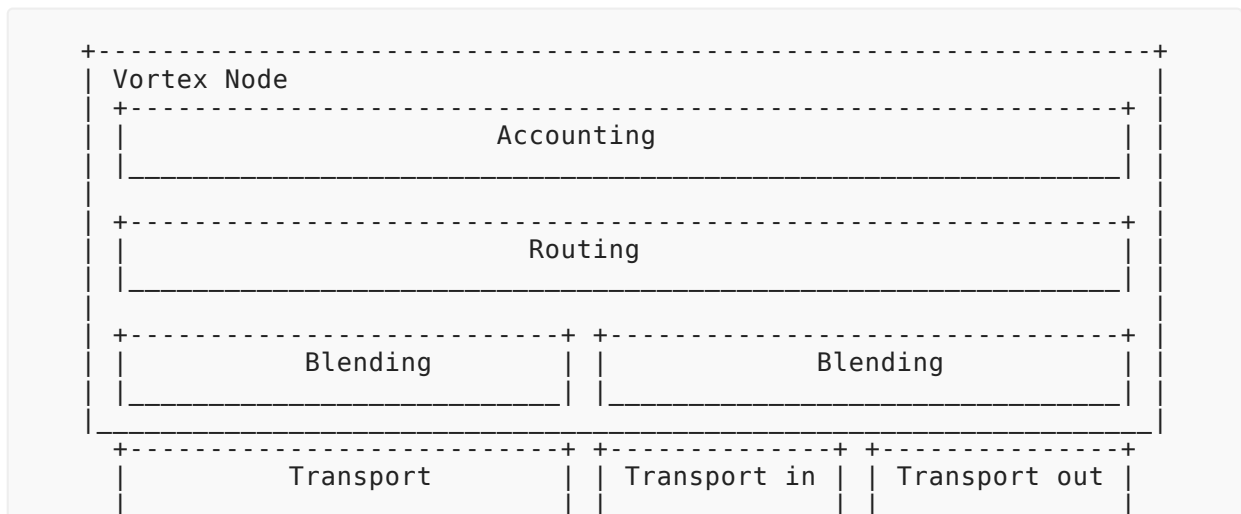 Vortex Node
Accounting
Routing
Blending Blending
Transport Transport in Transport out